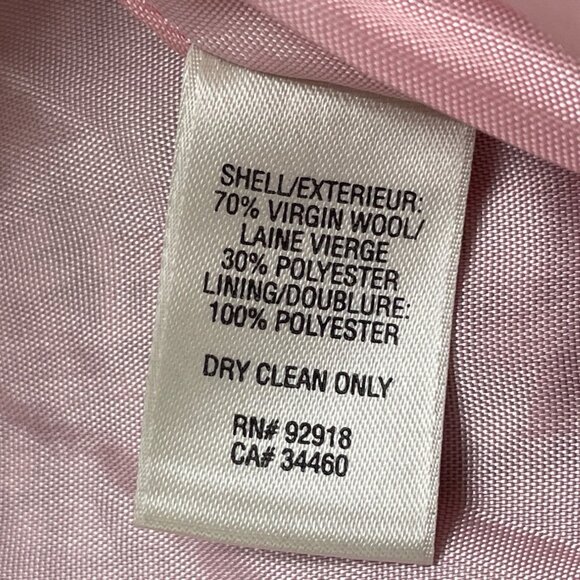 SHELL/EXTERIEUR:
70% VIRGIN WOOL/
LAINE VIERGE
30% POLYESTER
LINING/DOUBLURE:
100% POLYESTER
DRY CLEAN ONLY
RN# 92918
CA# 34460